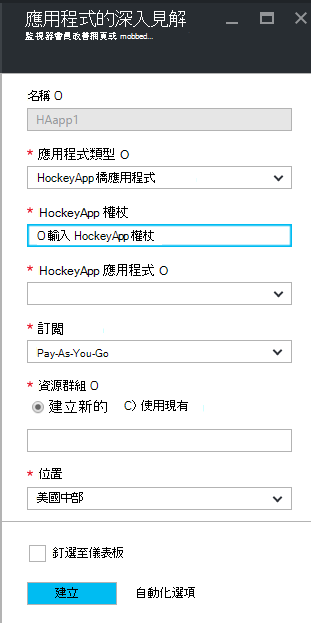 應用程式的深入見解
監視器會員改善網頁或 mobbed...
名稱 O
HAapp1
* 應用程式類型 O
HockeyApp 橋應用程式
* HockeyApp 權杖
O 輸入 HockeyApp 權杖
* HockeyApp 應用程式 O
* 訂閱
Pay-As-You-Go
* 資源群組 O
建立新的 C) 使用現有
* 位置
美國中部
釘選至儀表板
建立 自動化選項